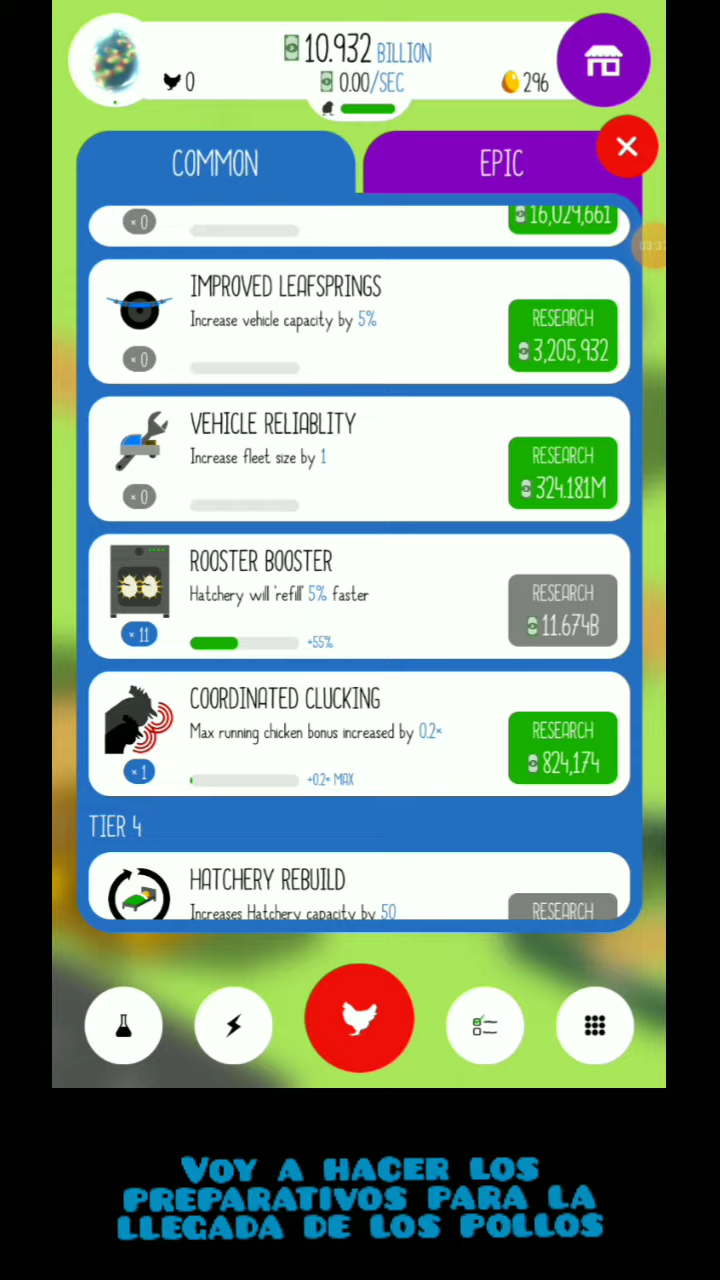 10.932 BILLION
0
0.00/SEC
296
COMMON
EPIC
× 0
16,029,661
IMPROVED LEAFSPRINGS
Increase vehicle capacity by 5%
RESEARCH
3,205,932
× 0
VEHICLE RELIABLITY
Increase fleet size by 1
RESEARCH
324.181M
× 0
ROOSTER BOOSTER
Hatchery will 'refill' 5% faster
RESEARCH
11.674B
× 11
+55%
COORDINATED CLUCKING
Max running chicken bonus increased by 0.2×
RESEARCH
824,174
× 1
+0.2× MAX
TIER 4
HATCHERY REBUILD
Increases Hatchery capacity by 50
RESEARCH
VOY A HACER LOS
PREPARATIVOS PARA LA
LLEGADA DE LOS POLLOS